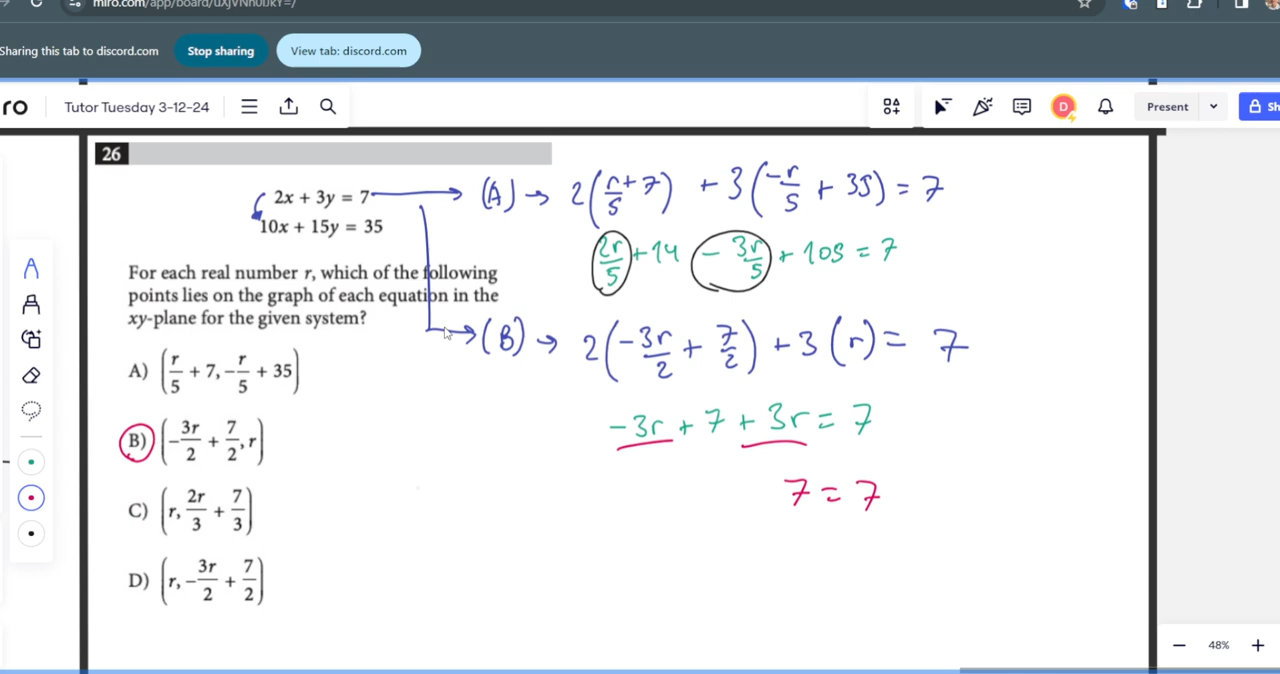 Sharing this tab to discord.com Stop sharing View tab: discord.com
ro Tutor Tuesday 3-12-24 D Present Sh
26
2x + 3y = 7 (A) → 2(r/5 + 7) + 3(-r/5 + 35) = 7
10x + 15y = 35
2r/5 + 14 - 3r/5 + 105 = 7
For each real number r, which of the following
points lies on the graph of each equation in the
xy-plane for the given system?
(B) → 2(-3r/2 + 7/2) + 3(r) = 7
A) (r/5 + 7, -r/5 + 35)
-3r + 7 + 3r = 7
B) (-3r/2 + 7/2, r)
7 = 7
C) (r, 2r/3 + 7/3)
D) (r, -3r/2 + 7/2)
48%